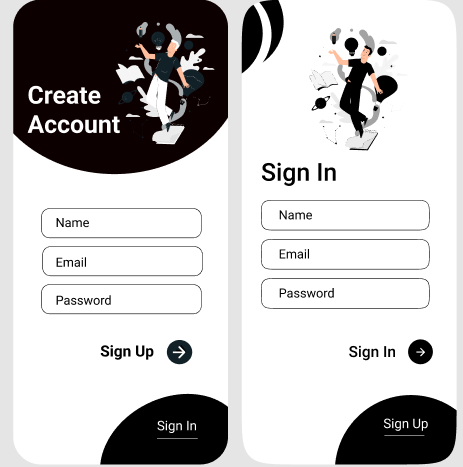 Create
Account
Name
Email
Password
Sign Up
Sign In
Sign In
Name
Email
Password
Sign In
Sign Up